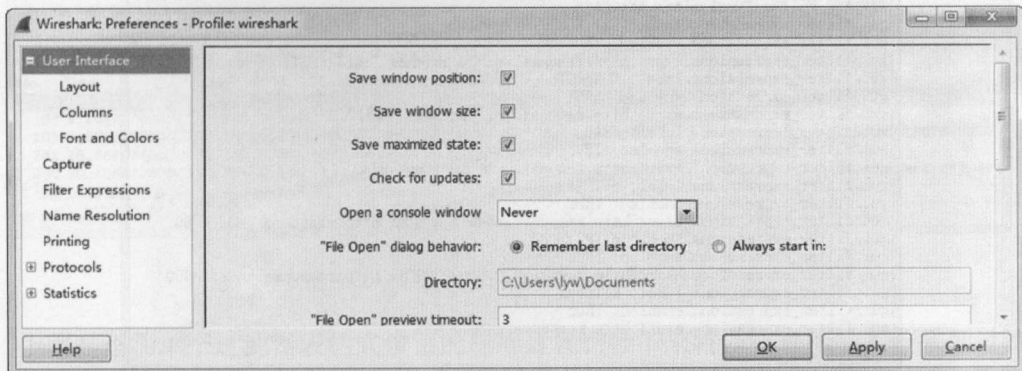 Wireshark: Preferences - Profile: wireshark
User Interface
Layout
Columns
Font and Colors
Capture
Filter Expressions
Name Resolution
Printing
Protocols
Statistics
Save window position:
Save window size:
Save maximized state:
Check for updates:
Open a console window Never
"File Open" dialog behavior: Remember last directory Always start in:
Directory: C:\Users\lyw\Documents
"File Open" preview timeout: 3
Help OK Apply Cancel